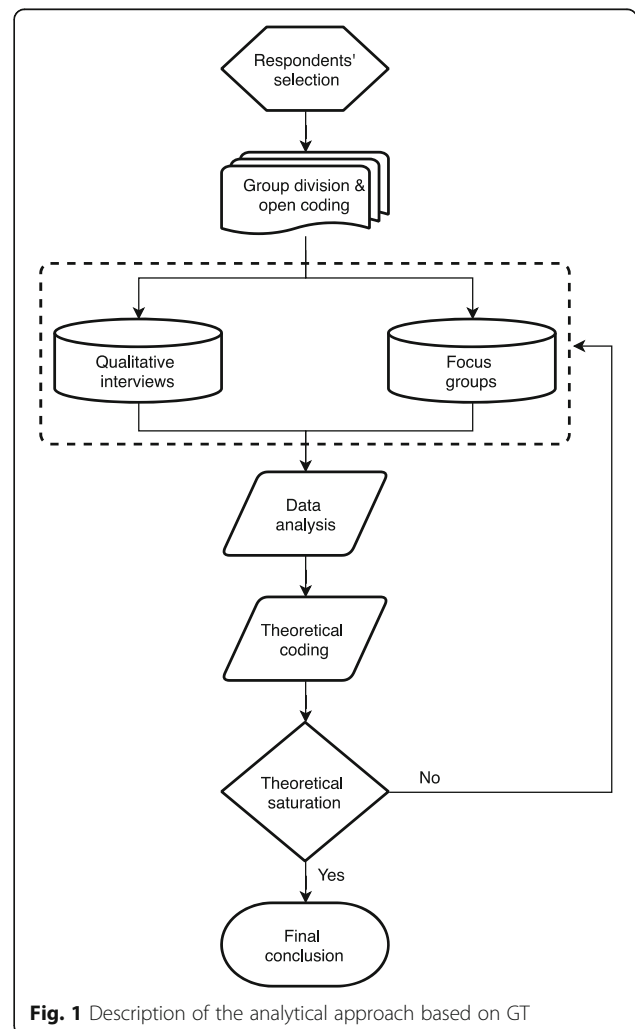 Respondents'
selection
Group division &
open coding
Qualitative
interviews
Focus
groups
Data
analysis
Theoretical
coding
Theoretical
saturation
No
Yes
Final
conclusion
Fig. 1 Description of the analytical approach based on GT